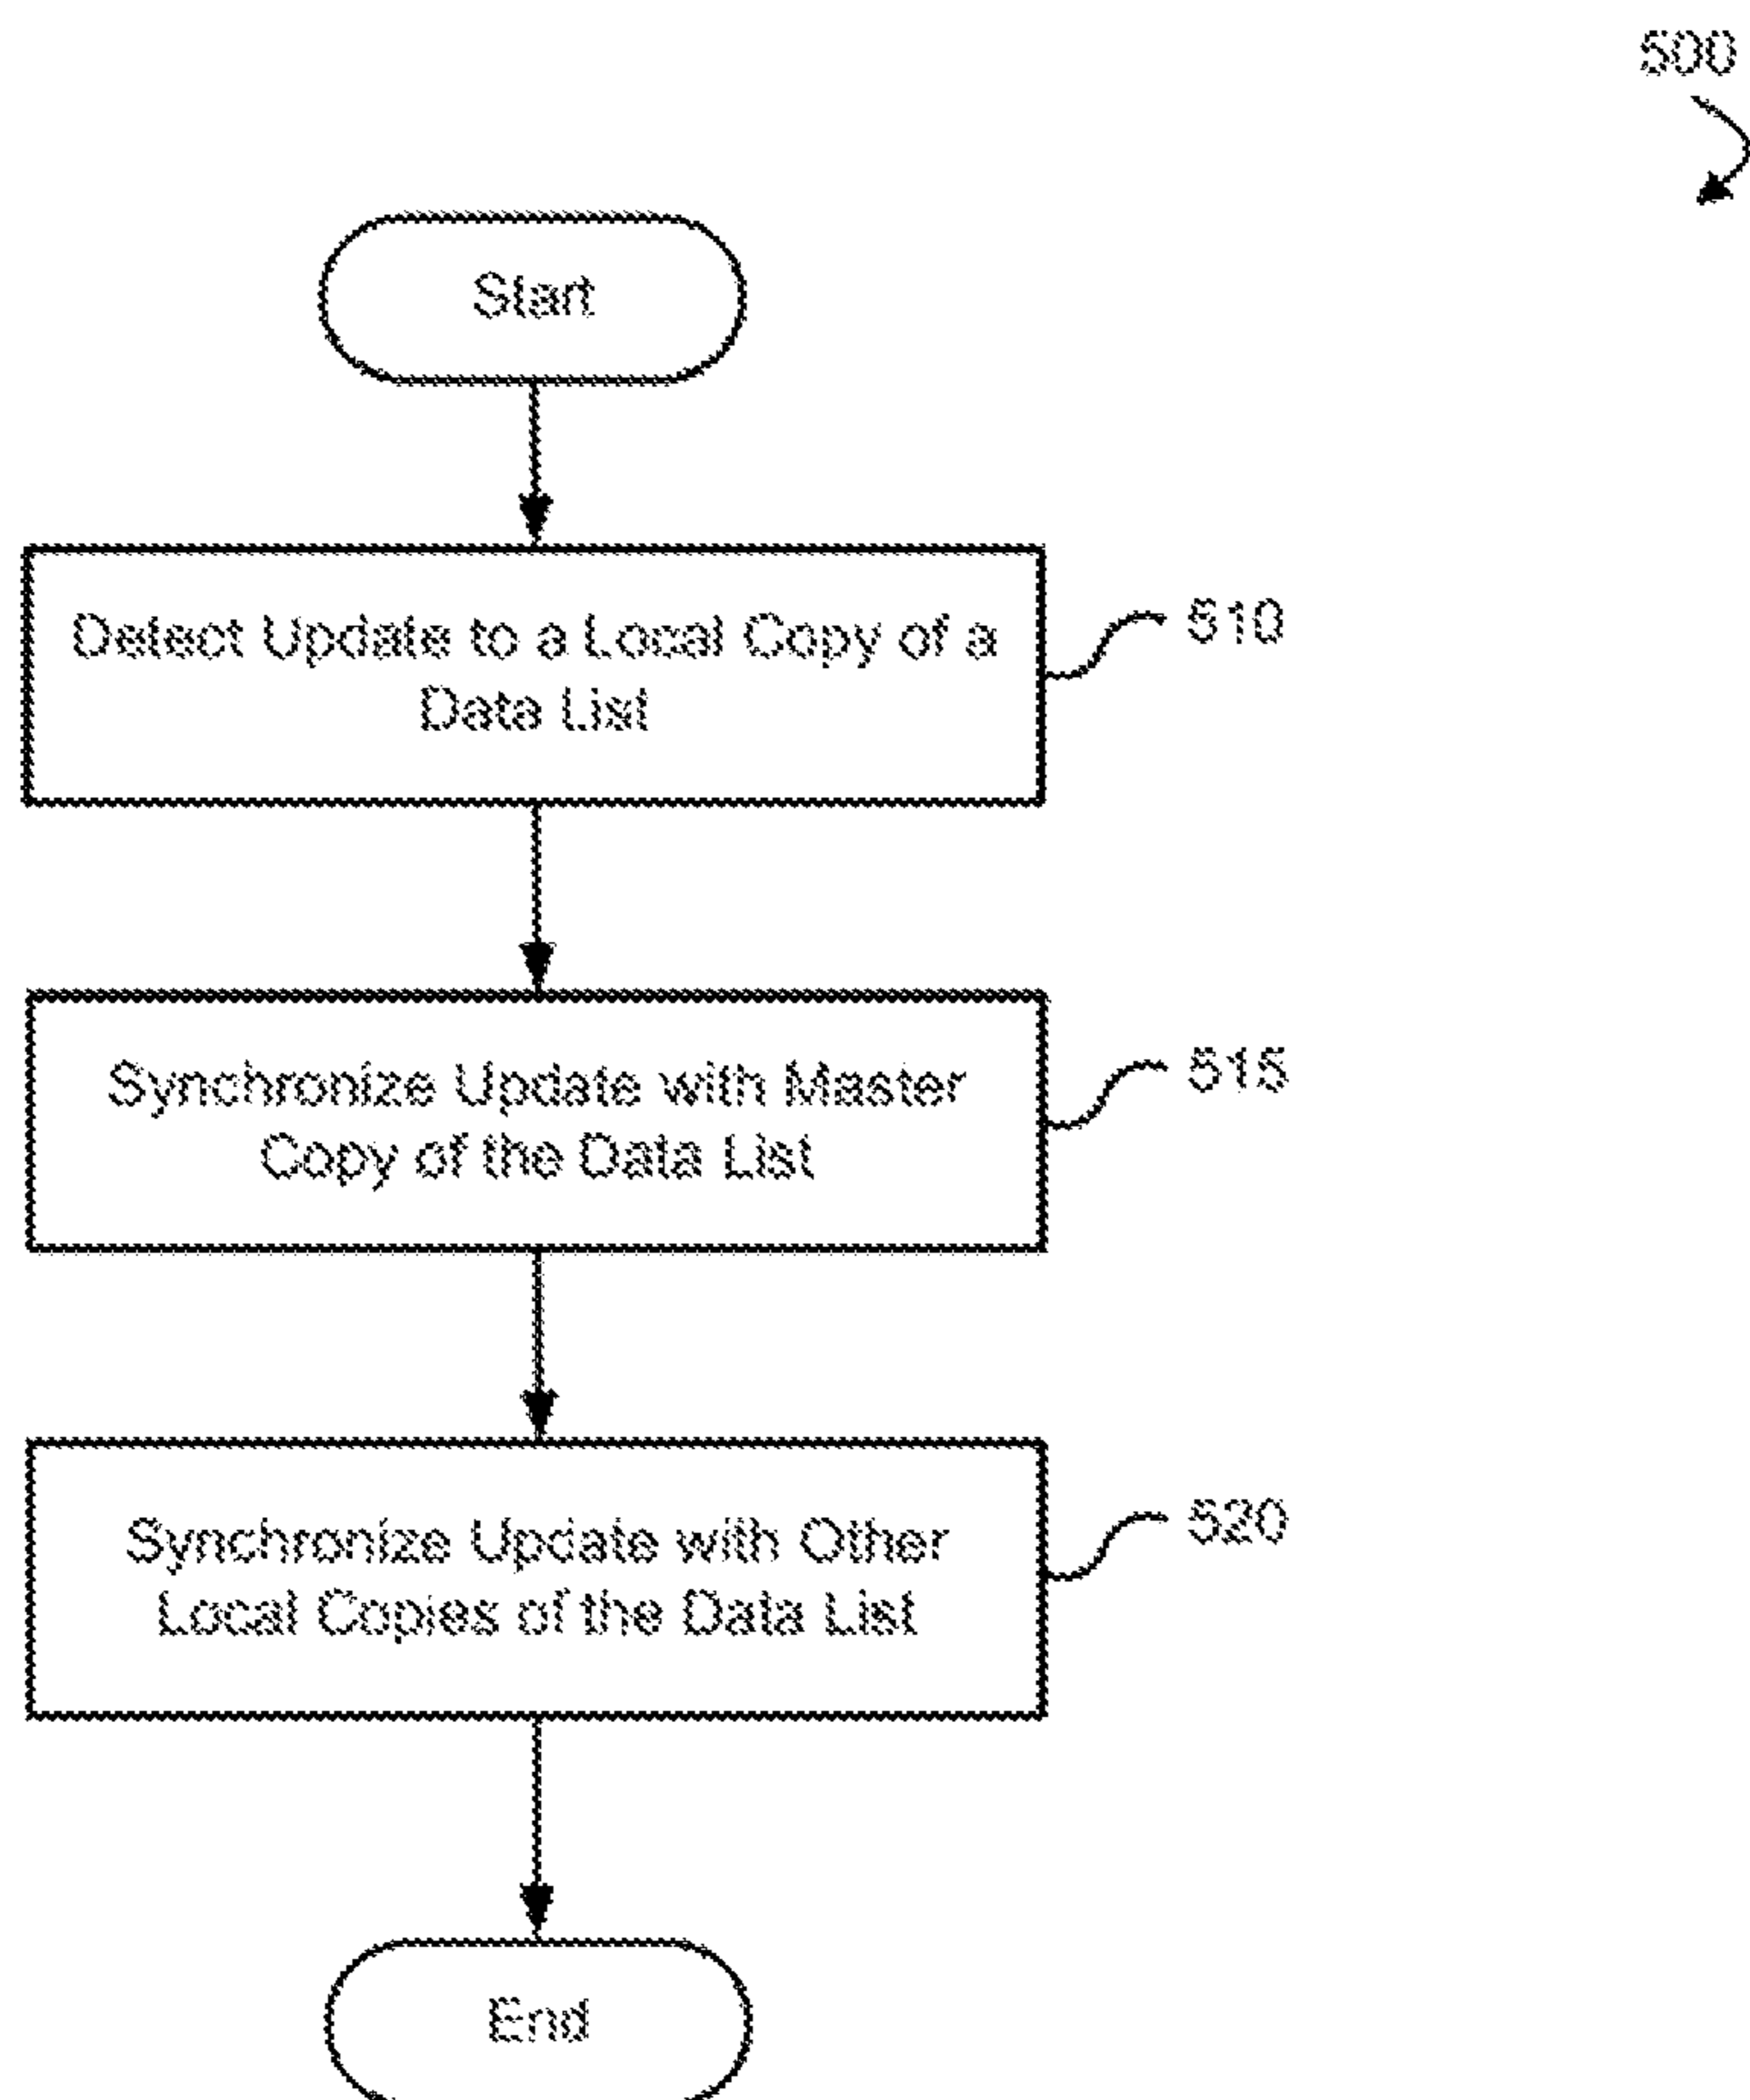 500
Start
Detect Update to a Local Copy of a
Data List
510
Synchronize Update with Master
Copy of the Data List
515
Synchronize Update with Other
Local Copies of the Data List
520
End